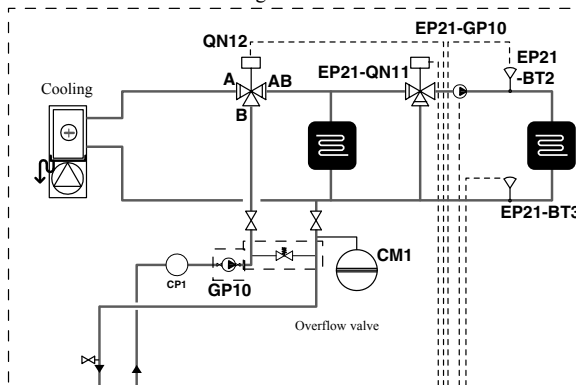 QN12
EP21-GP10
EP21
-BT2
EP21-QN11
A
AB
B
Cooling
EP21-BT3
CM1
CP1
GP10
Overflow valve